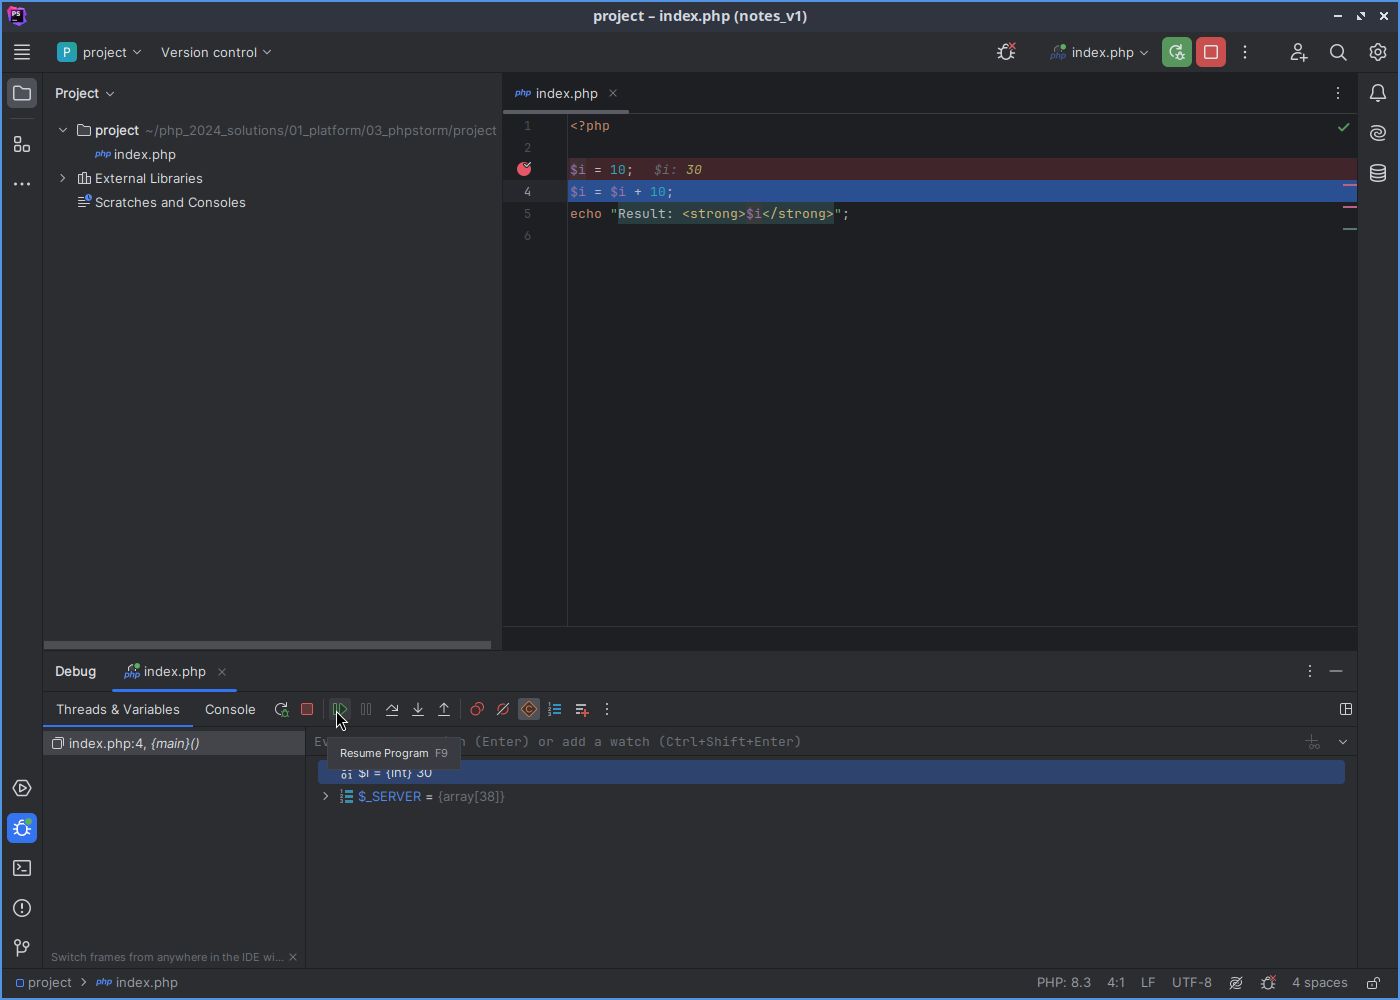 project – index.php (notes_v1)
P project Version control index.php
Project
project ~/php_2024_solutions/01_platform/03_phpstorm/project
php index.php
External Libraries
Scratches and Consoles
php index.php
1 <?php
2
$i = 10; $i: 30
4 $i = $i + 10;
5 echo "Result: <strong>$i</strong>";
6
Debug php index.php
Threads & Variables Console
index.php:4, {main}()
(Enter) or add a watch (Ctrl+Shift+Enter)
Resume Program F9
$i = {int} 30
$_SERVER = {array[38]}
Switch frames from anywhere in the IDE wi...
project > php index.php PHP: 8.3 4:1 LF UTF-8 4 spaces